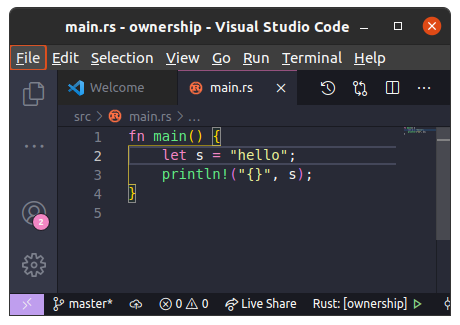 main.rs - ownership - Visual Studio Code
File Edit Selection View Go Run Terminal Help
Welcome main.rs
src > main.rs > ...
1 fn main() {
2     let s = "hello";
3     println!("{}", s);
4 }
5
2
master* 0 0 Live Share Rust: [ownership]